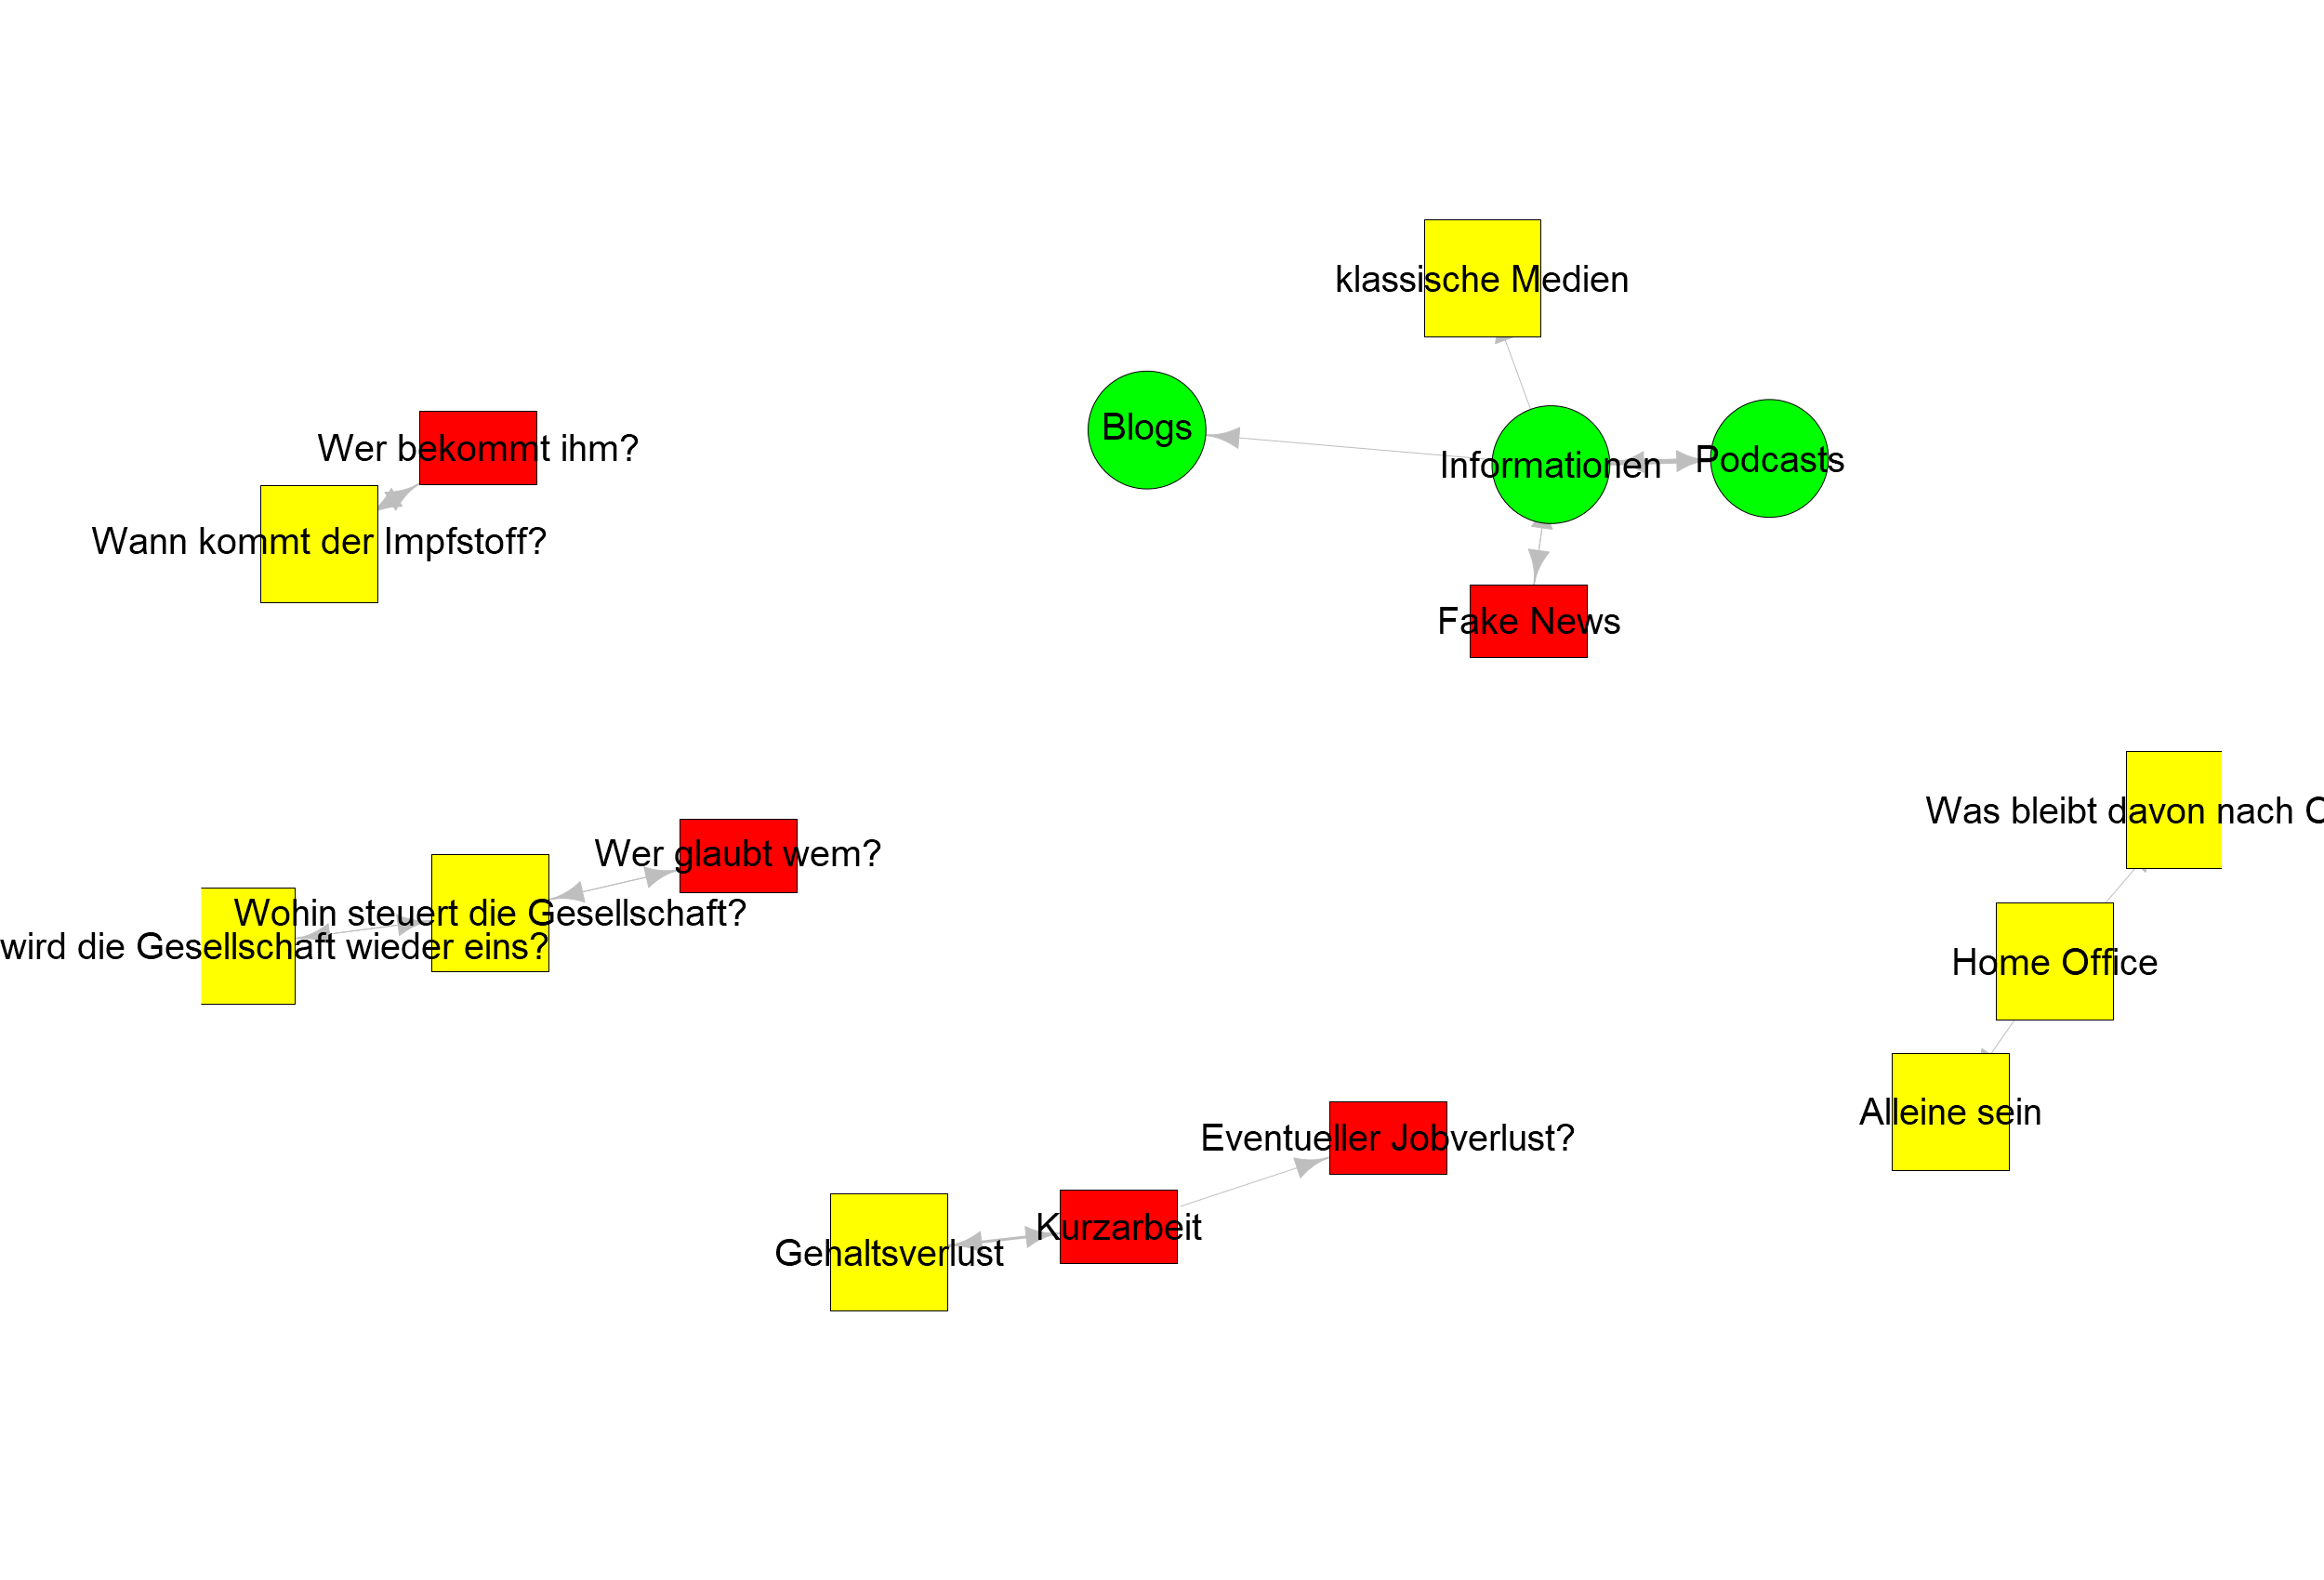 klassische Medien
Blogs
Wer bekommt ihm?
Informationen
Podcasts
Wann kommt der Impfstoff?
Fake News
Was bleibt davon nach
Wer glaubt wem?
Wohin steuert die Gesellschaft?
wird die Gesellschaft wieder eins?
Home Office
Alleine sein
Eventueller Jobverlust?
Kurzarbeit
Gehaltsverlust